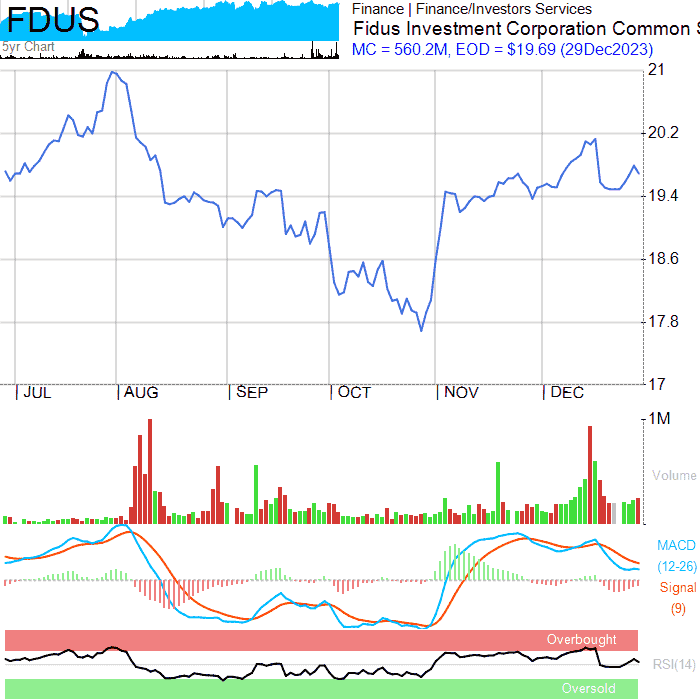 FDUS
5yr Chart
Finance | Finance/Investors Services
Fidus Investment Corporation Common S
MC = 560.2M, EOD = $19.69 (29Dec2023)
21
20.2
19.4
18.6
17.8
17
JUL
AUG
SEP
OCT
NOV
DEC
1M
Volume
MACD
(12-26)
Signal
(9)
Overbought
RSI(14)
Oversold